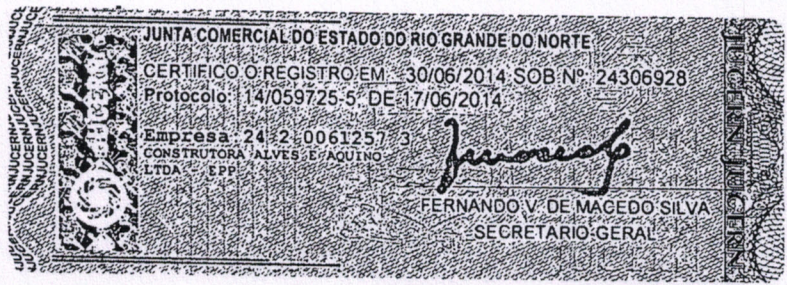 JUNTA COMERCIAL DO ESTADO DO RIO GRANDE DO NORTE
CERTIFICO O REGISTRO EM 30/06/2014 SOB Nº: 24306928
Protocolo: 14/059725-5, DE 17/06/2014
Empresa 24 2 0061257 3
CONSTRUTORA ALVES E AQUINO
LTDA - EPP
FERNANDO V. DE MACEDO SILVA
SECRETARIO-GERAL
JUCERN JUCERN